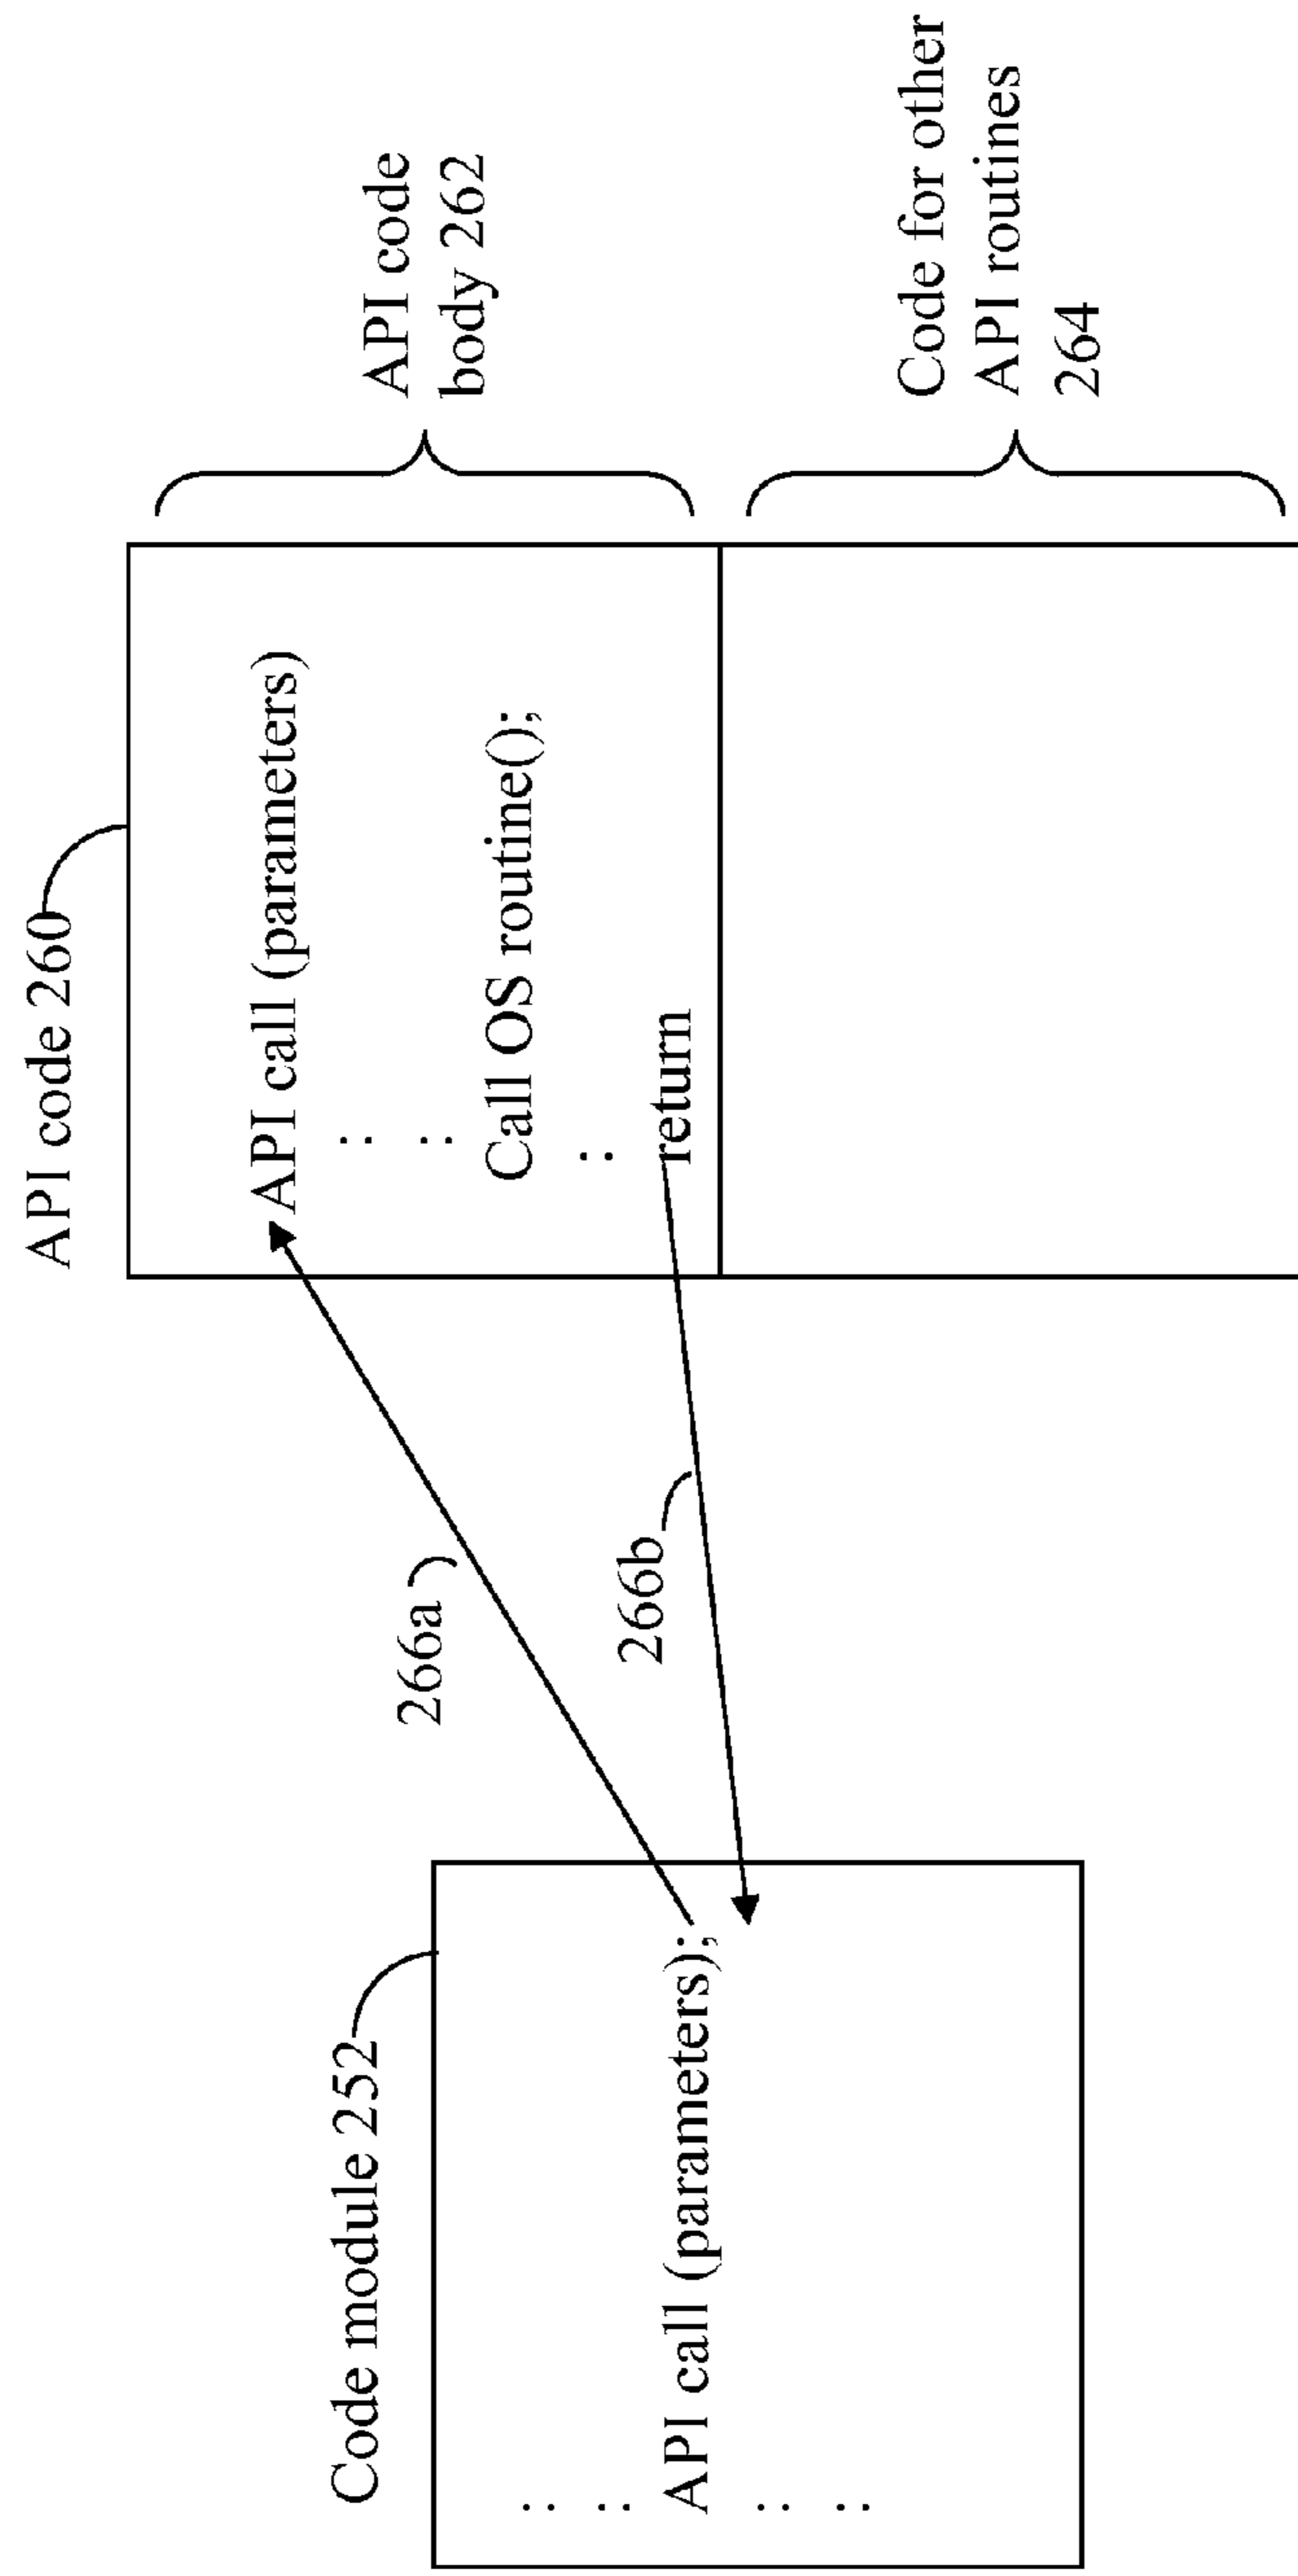 API code 260
Code module 252
API call (parameters)
:
:
Call OS routine();
:
return
API code
body 262
Code for other
API routines
264
266a
266b
:
:
API call (parameters);
:
: